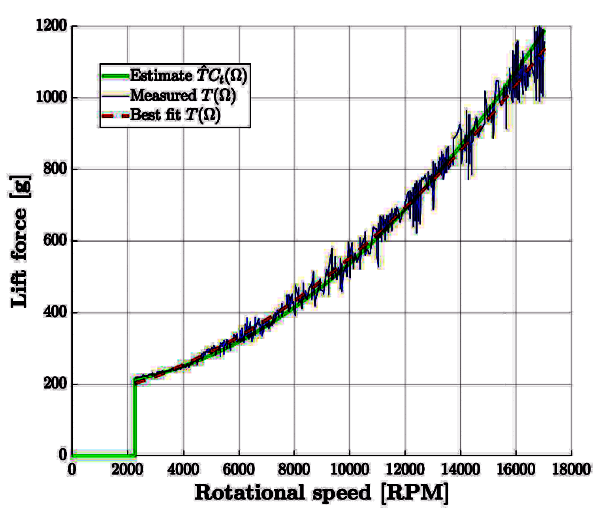 1200
1000
800
600
400
200
0
Lift force [g]
Estimate T̂C_t(Ω)
Measured T(Ω)
Best fit T(Ω)
0 2000 4000 6000 8000 10000 12000 14000 16000 18000
Rotational speed [RPM]